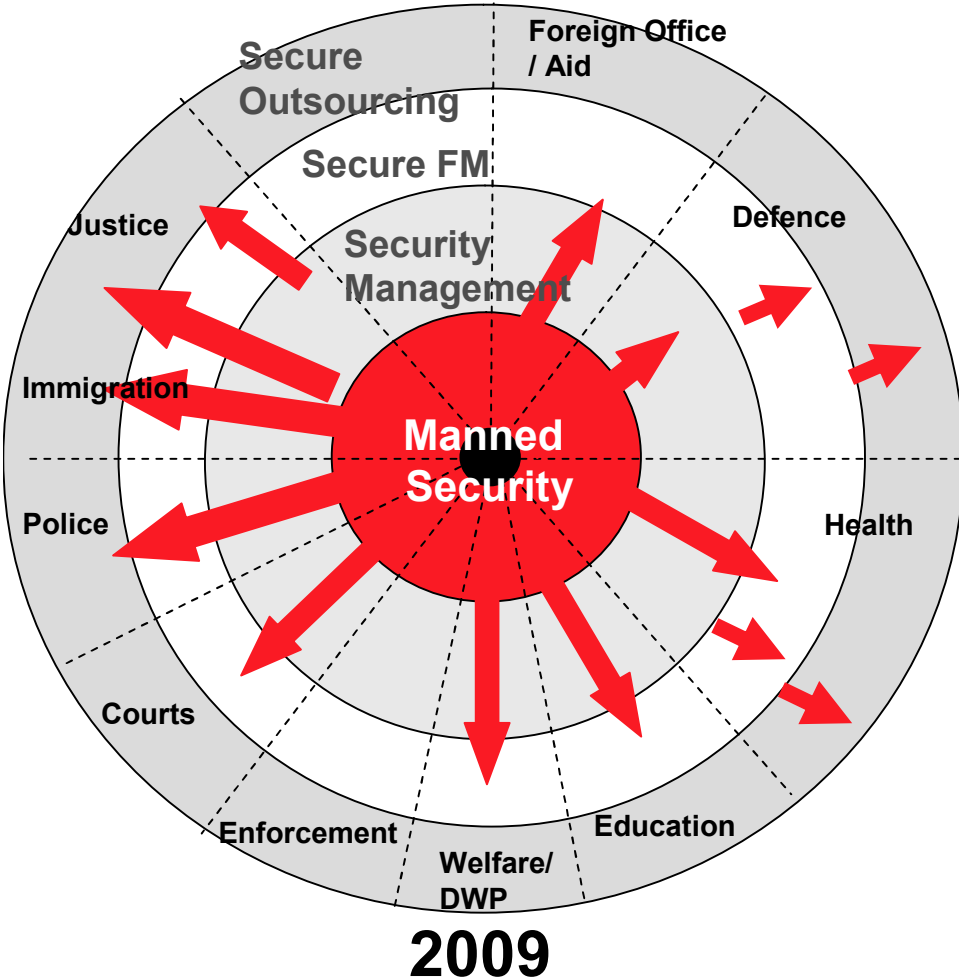 Foreign Office
/ Aid
Secure
Outsourcing
Secure FM
Justice
Defence
Security
Management
Immigration
Manned
Security
Police
Health
Courts
Enforcement
Education
Welfare/
DWP
2009